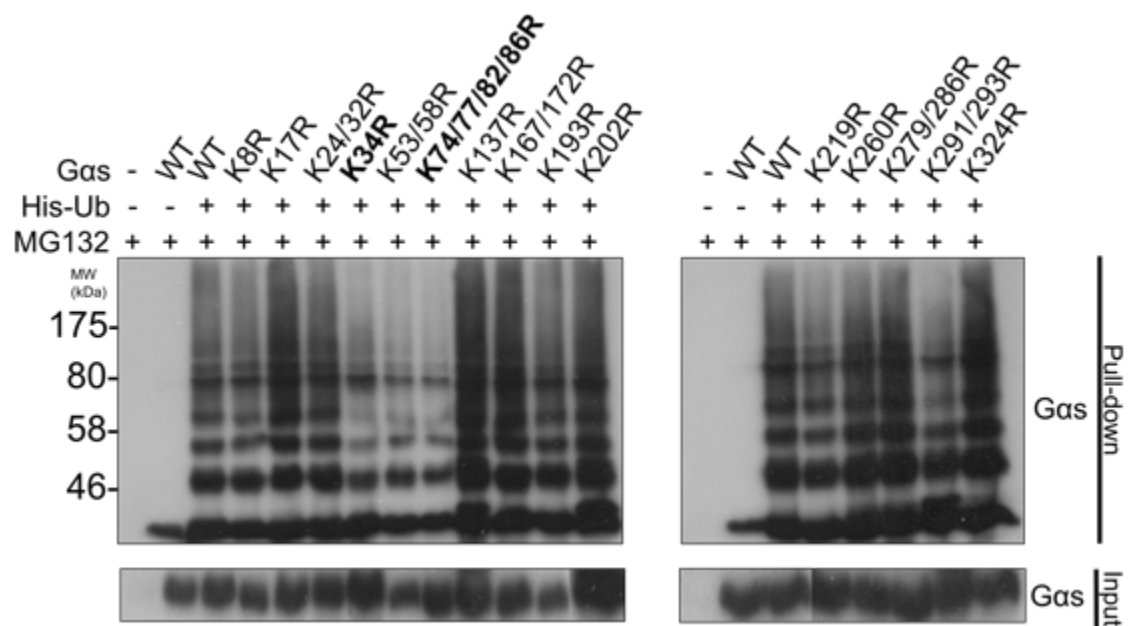 Gαs - WT WT K8R K17R K24/32R K34R K53/58R K74/77/82/86R K137R K167/172R K193R K202R
His-Ub - - + + + + + + + + + + +
MG132 + + + + + + + + + + + + +
MW
(kDa)
175-
80-
58-
46-
- WT WT K219R K260R K279/286R K291/293R K324R
- - + + + + + +
+ + + + + + + +
Gαs
Pull-down
Gαs
Input